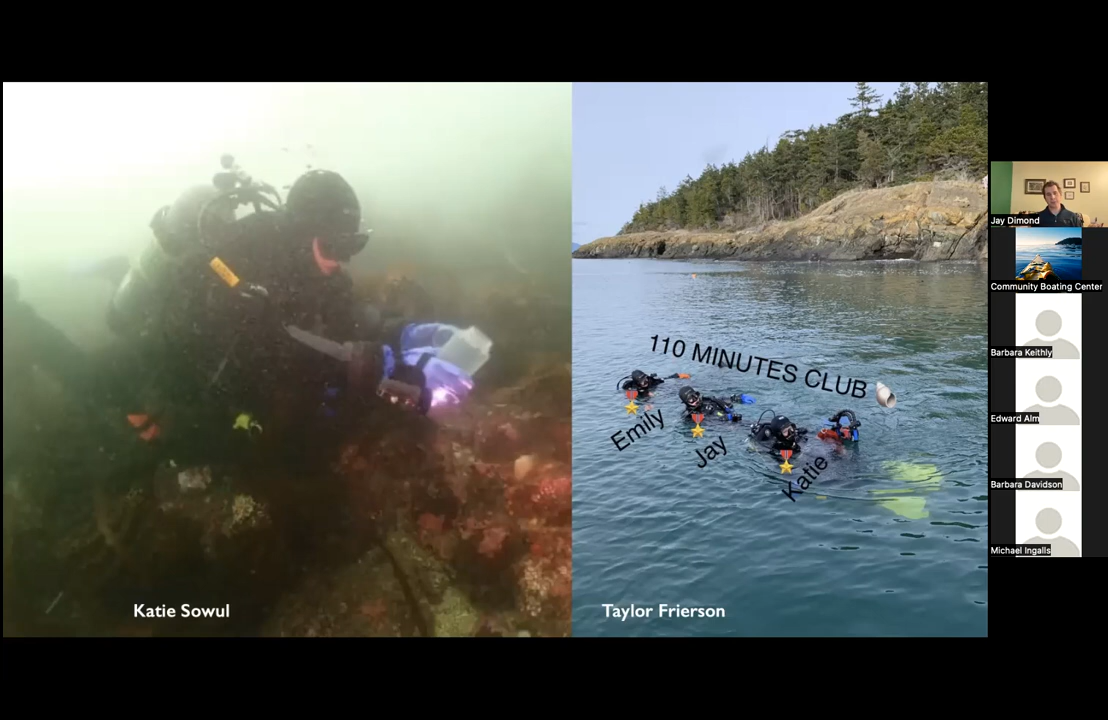 110 MINUTES CLUB
Emily
Jay
Katie
Katie Sowul
Taylor Frierson
Jay Dimond
Community Boating Center
Barbara Keithly
Edward Alm
Barbara Davidson
Michael Ingalls